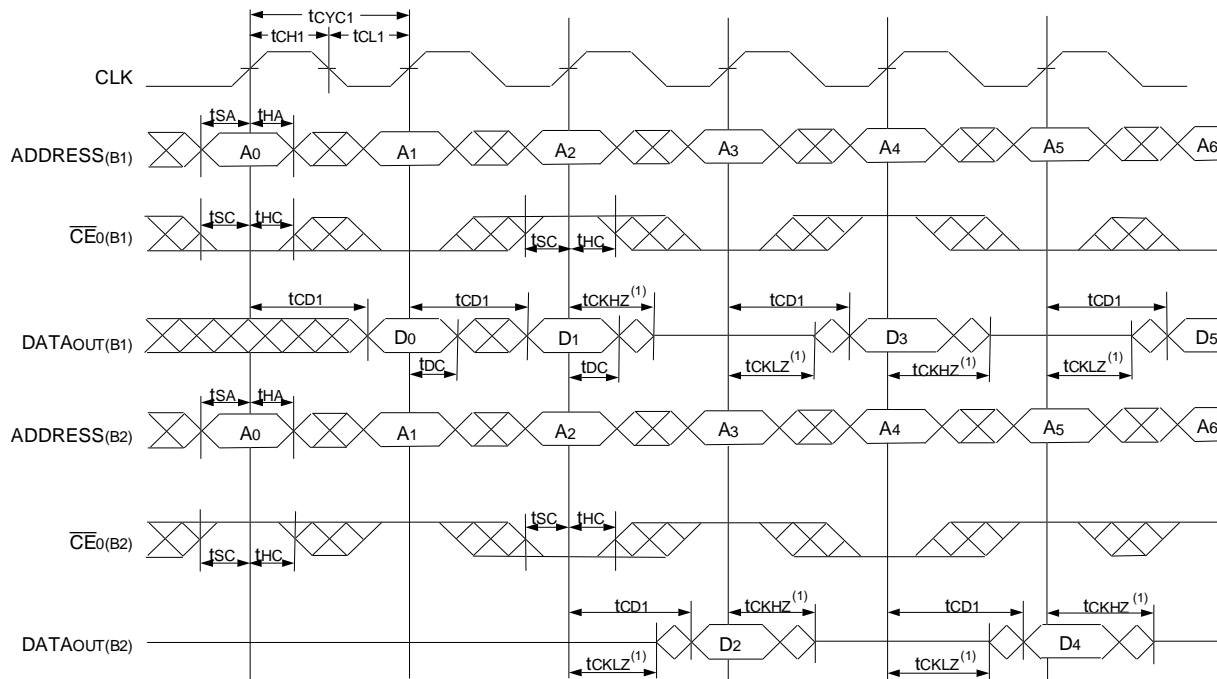 tCYC1
tCH1 tCL1
CLK
tSA tHA
ADDRESS(B1) A0 A1 A2 A3 A4 A5 A6
tSC tHC
CE0(B1)
tSC tHC
tCD1 tCD1 tCKHZ(1) tCD1 tCD1
DATAOUT(B1) D0 D1 D3 D5
tDC tDC tCKLZ(1) tCKHZ(1) tCKLZ(1)
tSA tHA
ADDRESS(B2) A0 A1 A2 A3 A4 A5 A6
tSC tHC
CE0(B2)
tSC tHC
tCD1 tCKHZ(1) tCD1 tCKHZ(1)
DATAOUT(B2) D2 D4
tCKLZ(1) tCKLZ(1)